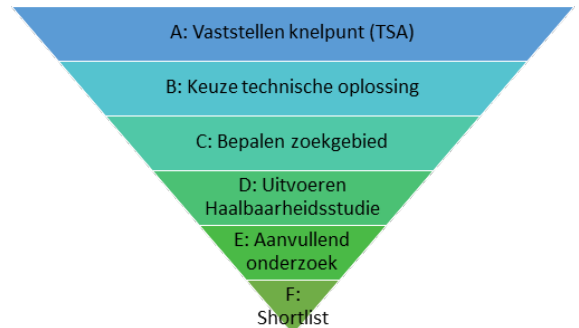 A: Vaststellen knelpunt (TSA)
B: Keuze technische oplossing
C: Bepalen zoekgebied
D: Uitvoeren
Haalbaarheidsstudie
E: Aanvullend
onderzoek
F:
Shortlist